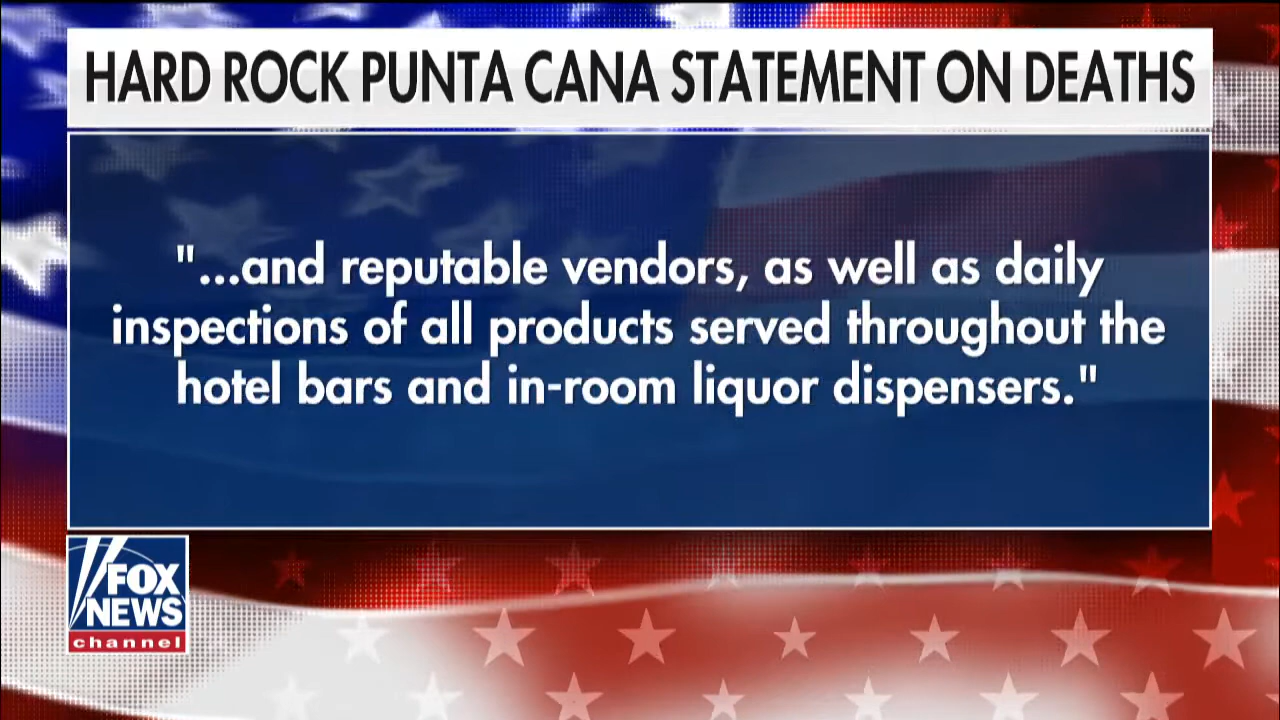 HARD ROCK PUNTA CANA STATEMENT ON DEATHS
"...and reputable vendors, as well as daily
inspections of all products served throughout the
hotel bars and in-room liquor dispensers."
FOX
NEWS
channel